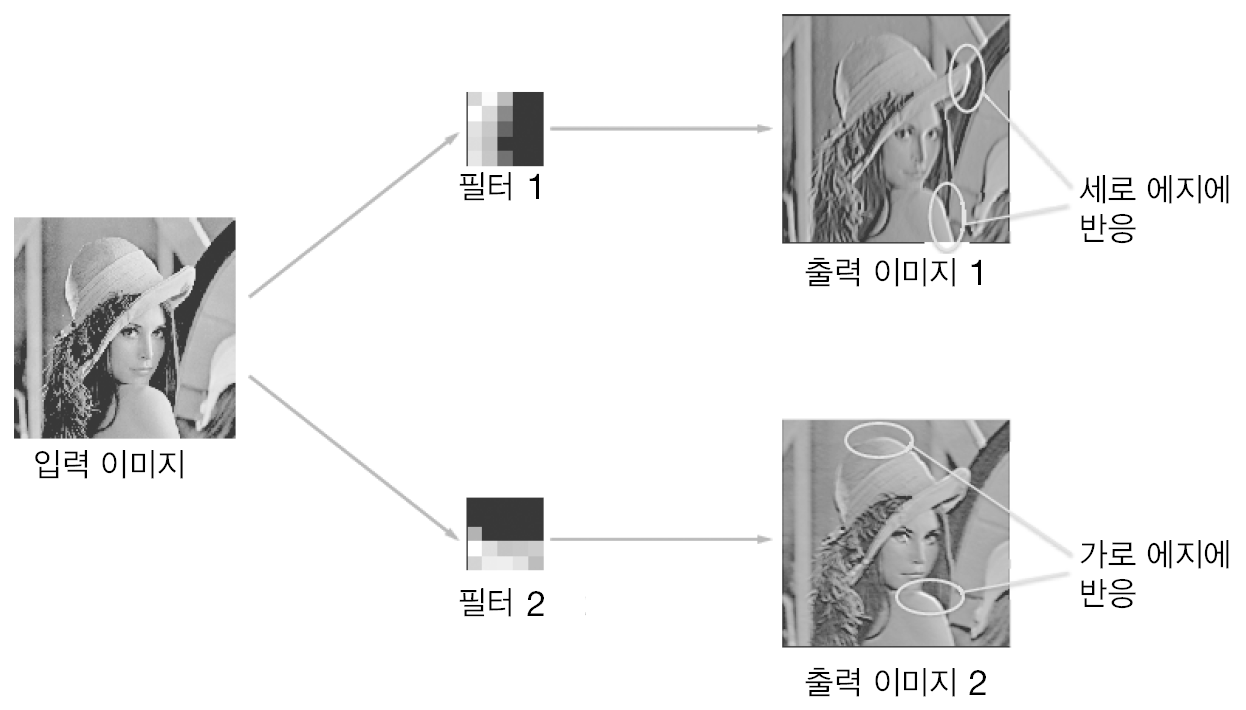 필터 1
세로 에지에
반응
출력 이미지 1
입력 이미지
가로 에지에
반응
필터 2
출력 이미지 2